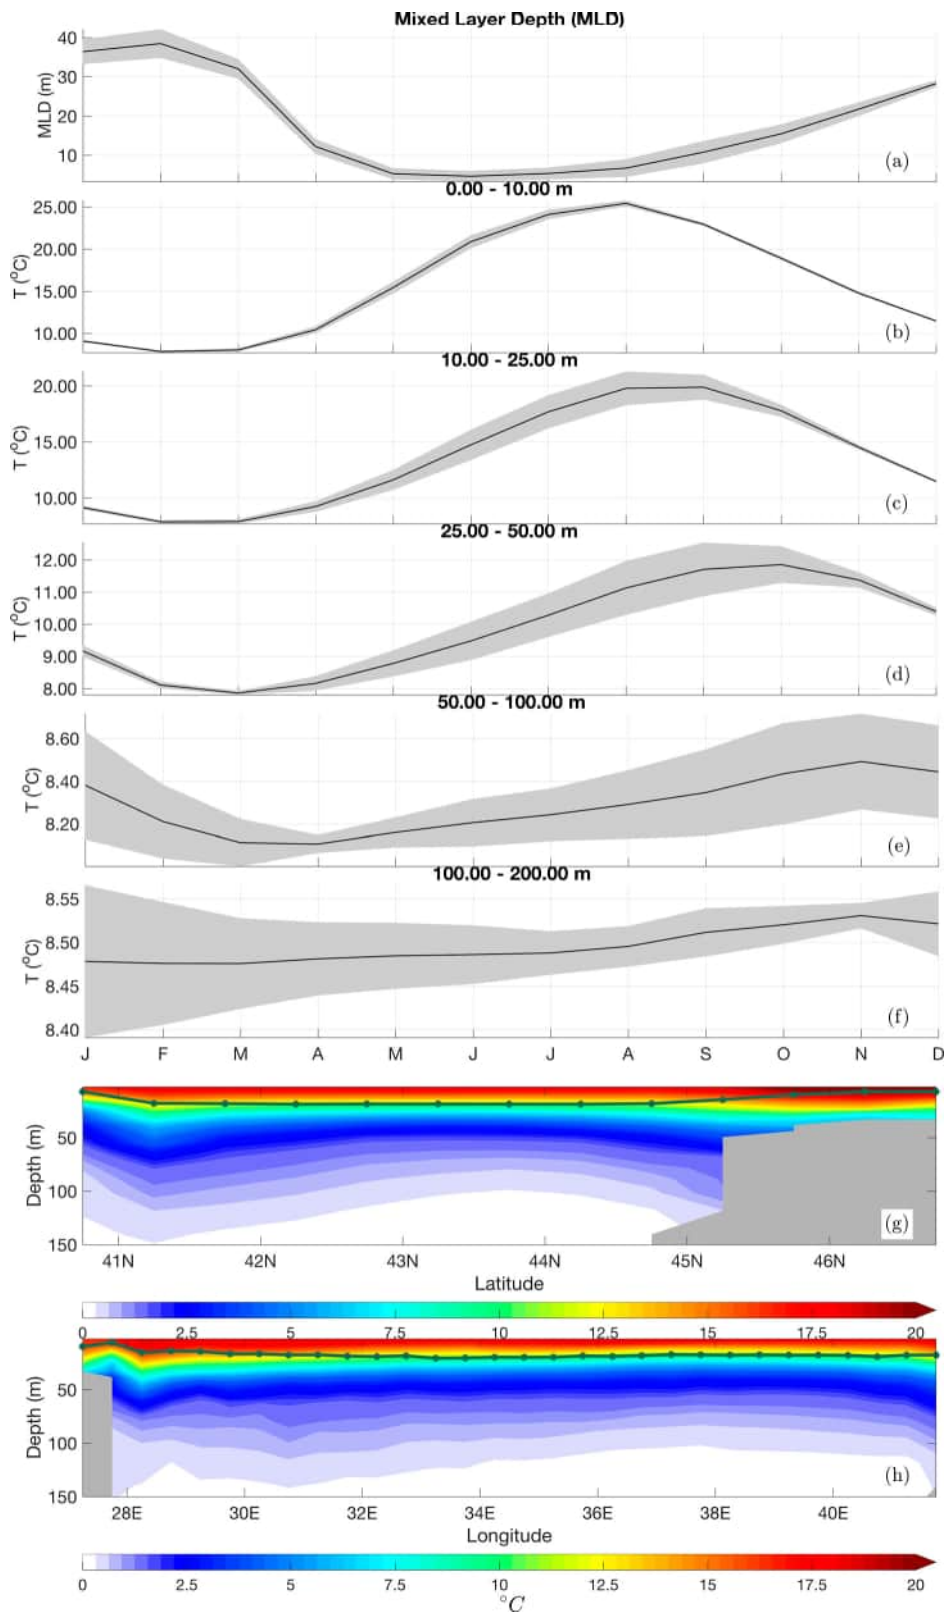 Mixed Layer Depth (MLD)
40
30
20
10
MLD (m)
(a)
0.00 - 10.00 m
25.00
20.00
15.00
10.00
T (°C)
(b)
10.00 - 25.00 m
20.00
15.00
10.00
T (°C)
(c)
25.00 - 50.00 m
12.00
11.00
10.00
9.00
8.00
T (°C)
(d)
50.00 - 100.00 m
8.60
8.40
8.20
T (°C)
(e)
100.00 - 200.00 m
8.55
8.50
8.45
8.40
T (°C)
(f)
J F M A M J J A S O N D
50
100
150
Depth (m)
(g)
41N 42N 43N 44N 45N 46N
Latitude
0 2.5 5 7.5 10 12.5 15 17.5 20
50
100
150
Depth (m)
(h)
28E 30E 32E 34E 36E 38E 40E
Longitude
0 2.5 5 7.5 10 12.5 15 17.5 20
°C